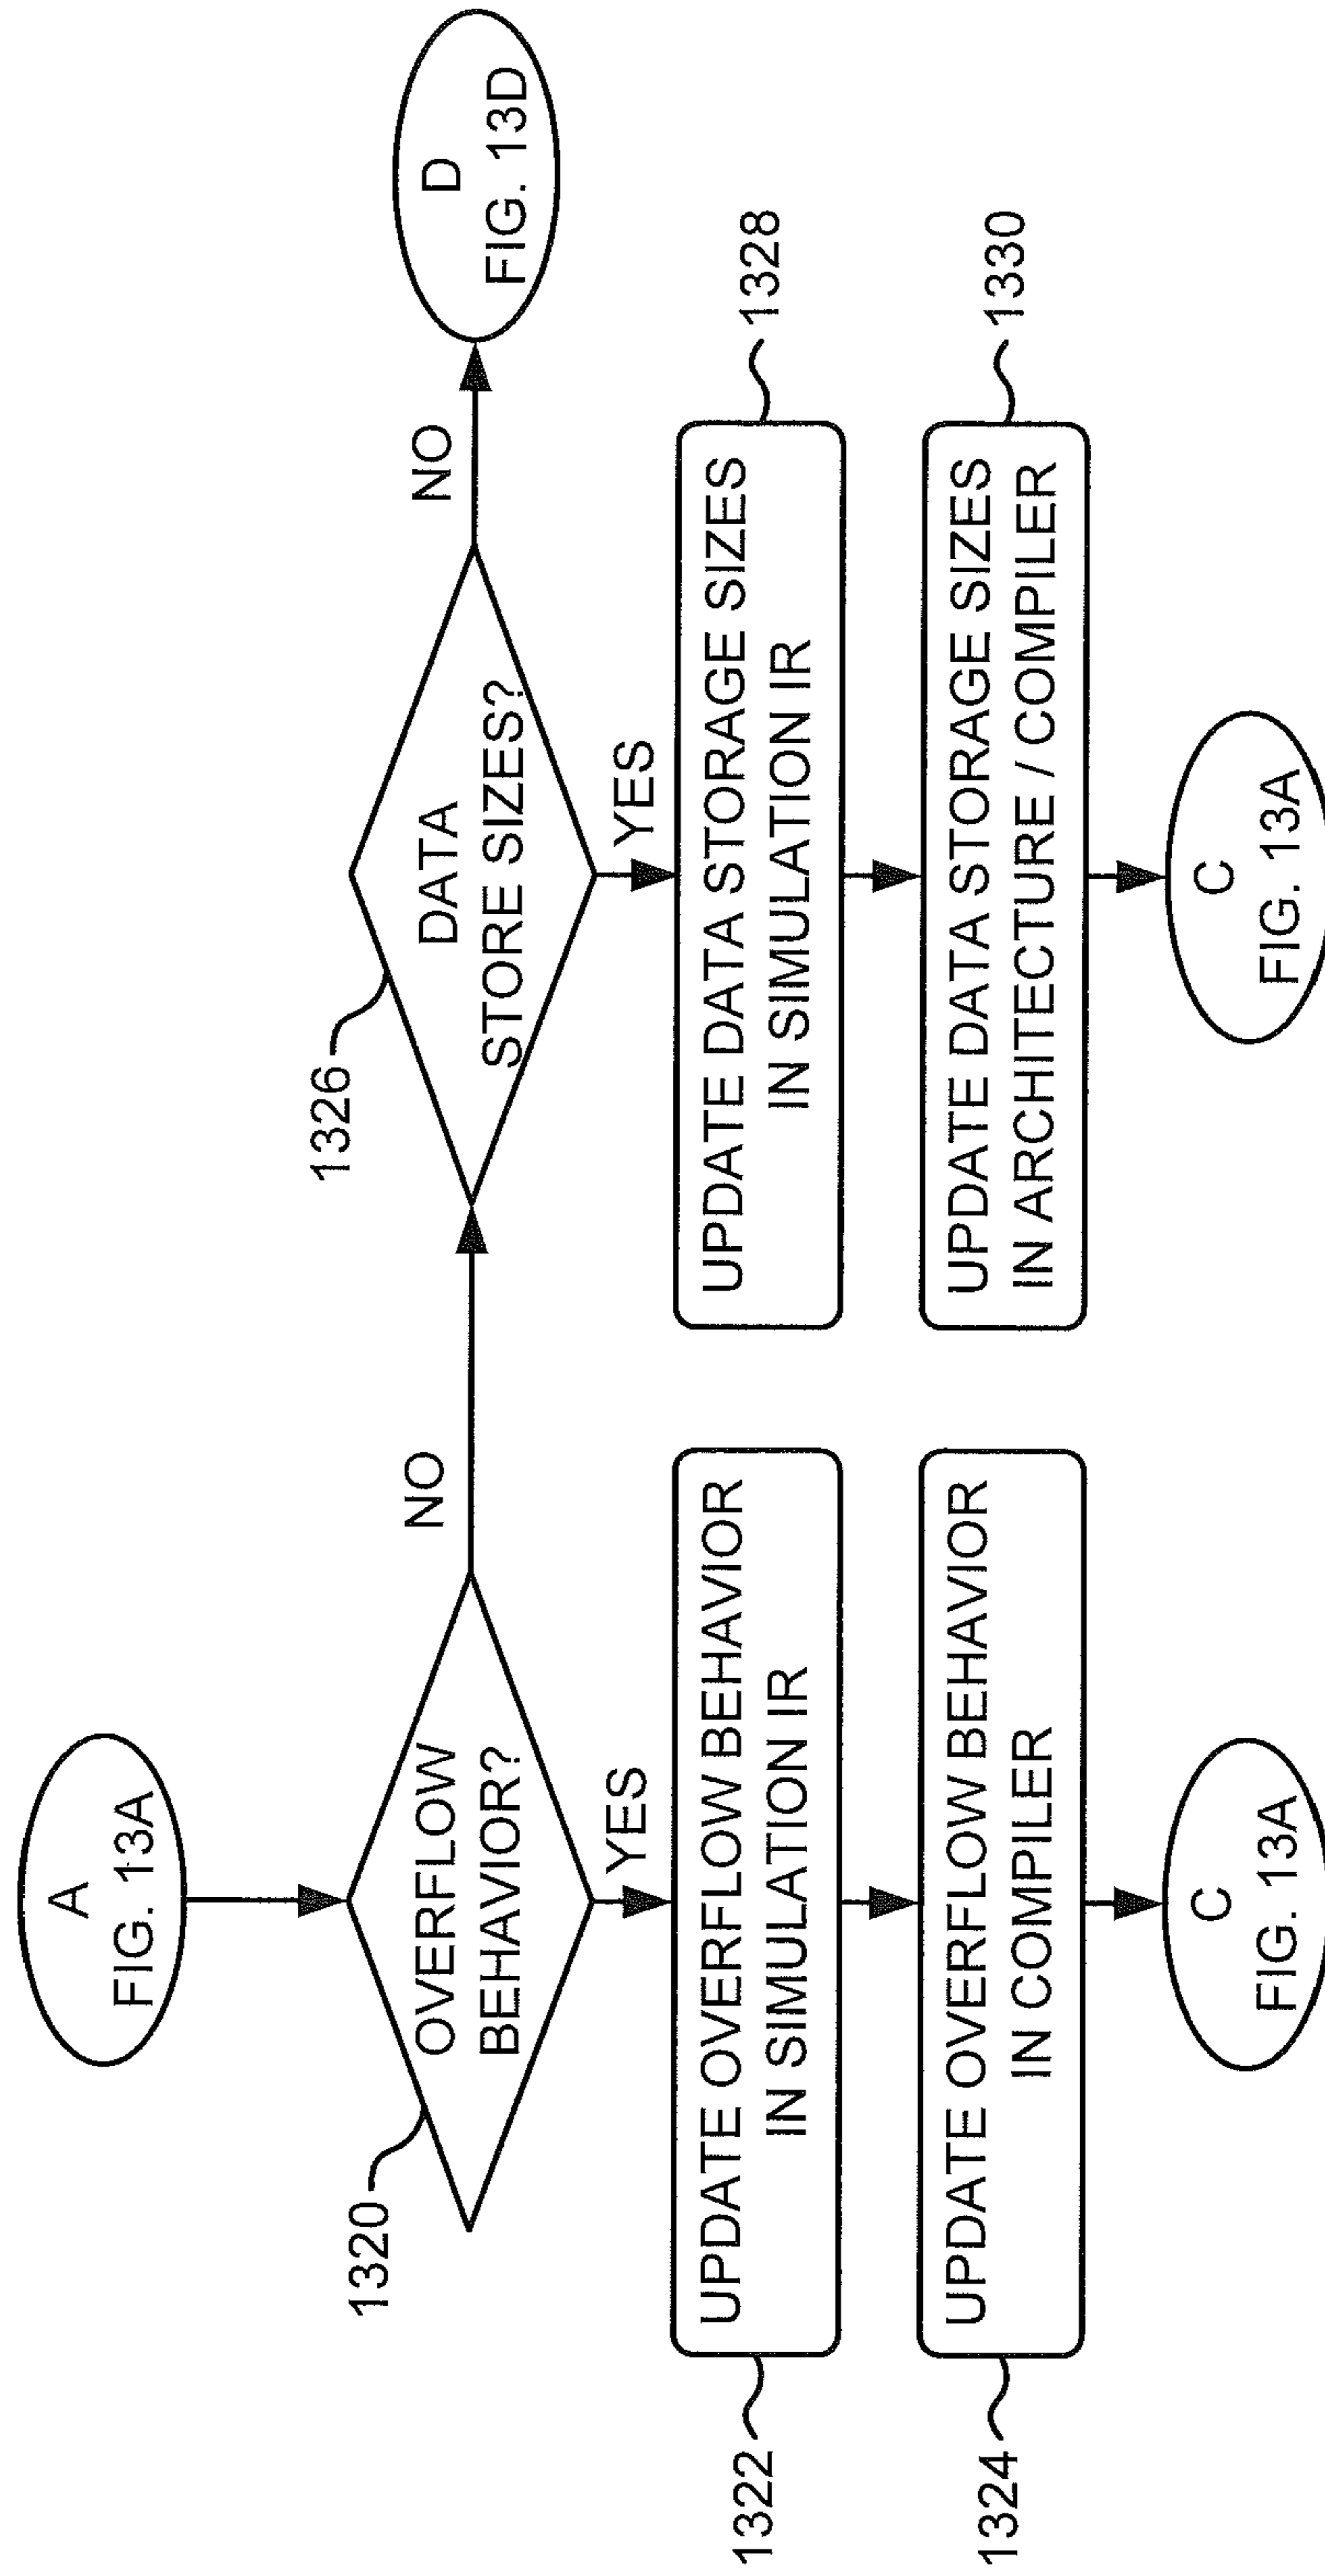 A
FIG. 13A
1320
OVERFLOW
BEHAVIOR?
NO
YES
1322
UPDATE OVERFLOW BEHAVIOR
IN SIMULATION IR
1324
UPDATE OVERFLOW BEHAVIOR
IN COMPILER
C
FIG. 13A
1326
DATA
STORE SIZES?
NO
D
FIG. 13D
YES
UPDATE DATA STORAGE SIZES
IN SIMULATION IR
1328
UPDATE DATA STORAGE SIZES
IN ARCHITECTURE / COMPILER
1330
C
FIG. 13A